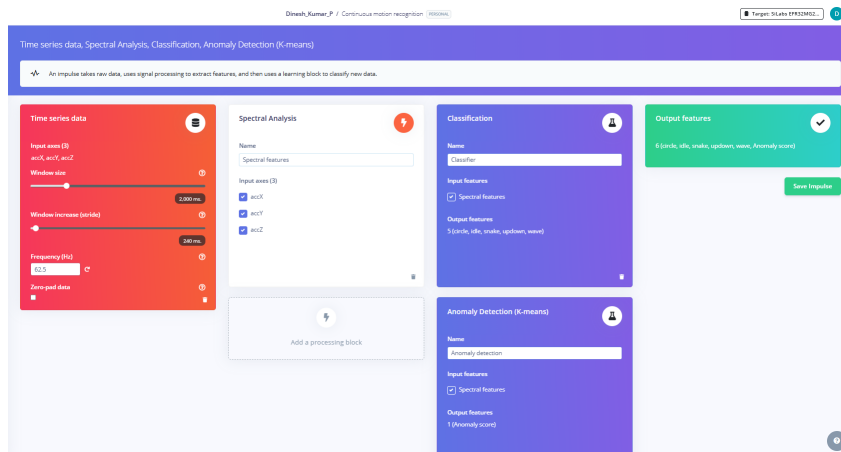 Dinesh_Kumar_P / Continuous motion recognition PERSONAL
Target: SiLabs EFR32MG2...
D
Time series data, Spectral Analysis, Classification, Anomaly Detection (K-means)
An impulse takes raw data, uses signal processing to extract features, and then uses a learning block to classify new data.
Time series data
Input axes (3)
accX, accY, accZ
Window size
2,000 ms.
Window increase (stride)
240 ms.
Frequency (Hz)
62.5
Zero-pad data
Spectral Analysis
Name
Spectral features
Input axes (3)
accX
accY
accZ
Add a processing block
Classification
Name
Classifier
Input features
Spectral features
Output features
5 (circle, idle, snake, updown, wave)
Anomaly Detection (K-means)
Name
Anomaly detection
Input features
Spectral features
Output features
1 (Anomaly score)
Output features
6 (circle, idle, snake, updown, wave, Anomaly score)
Save Impulse